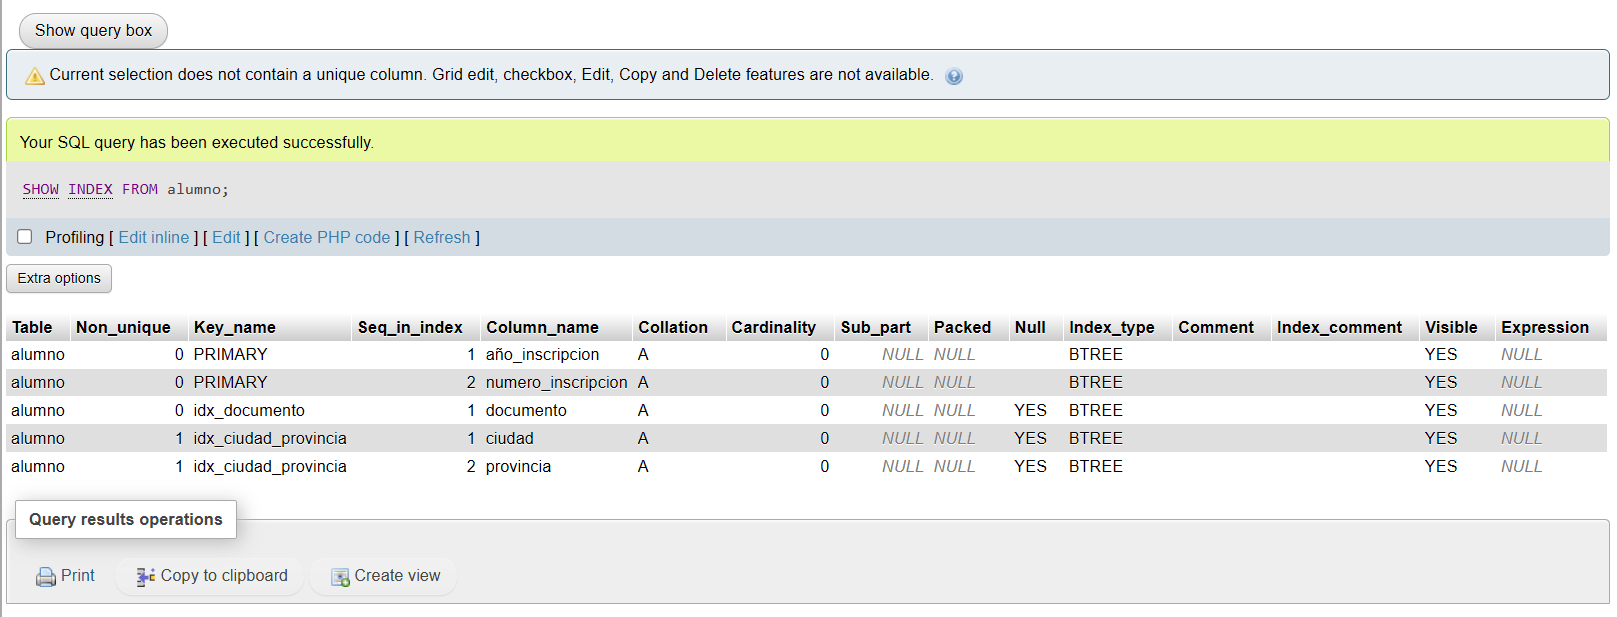 Show query box
Current selection does not contain a unique column. Grid edit, checkbox, Edit, Copy and Delete features are not available.
Your SQL query has been executed successfully.
SHOW INDEX FROM alumno;
Profiling [ Edit inline ] [ Edit ] [ Create PHP code ] [ Refresh ]
Extra options
Table Non_unique Key_name Seq_in_index Column_name Collation Cardinality Sub_part Packed Null Index_type Comment Index_comment Visible Expression
alumno 0 PRIMARY 1 año_inscripcion A 0 NULL NULL BTREE YES NULL
alumno 0 PRIMARY 2 numero_inscripcion A 0 NULL NULL BTREE YES NULL
alumno 0 idx_documento 1 documento A 0 NULL NULL YES BTREE YES NULL
alumno 1 idx_ciudad_provincia 1 ciudad A 0 NULL NULL YES BTREE YES NULL
alumno 1 idx_ciudad_provincia 2 provincia A 0 NULL NULL YES BTREE YES NULL
Query results operations
Print Copy to clipboard Create view